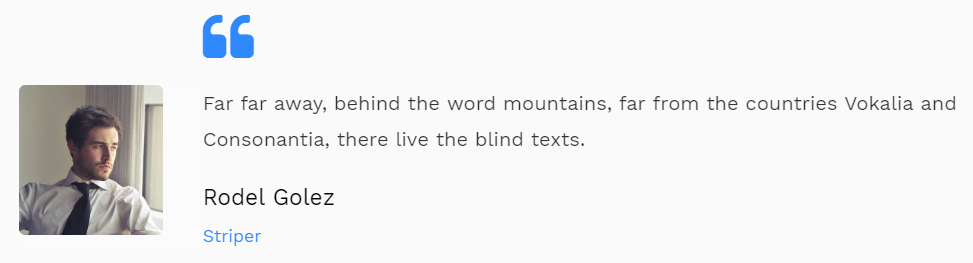 Far far away, behind the word mountains, far from the countries Vokalia and
Consonantia, there live the blind texts.
Rodel Golez
Striper